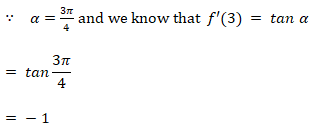 ∵ α = 3π/4 and we know that f′(3) = tan α
= tan 3π/4
= − 1